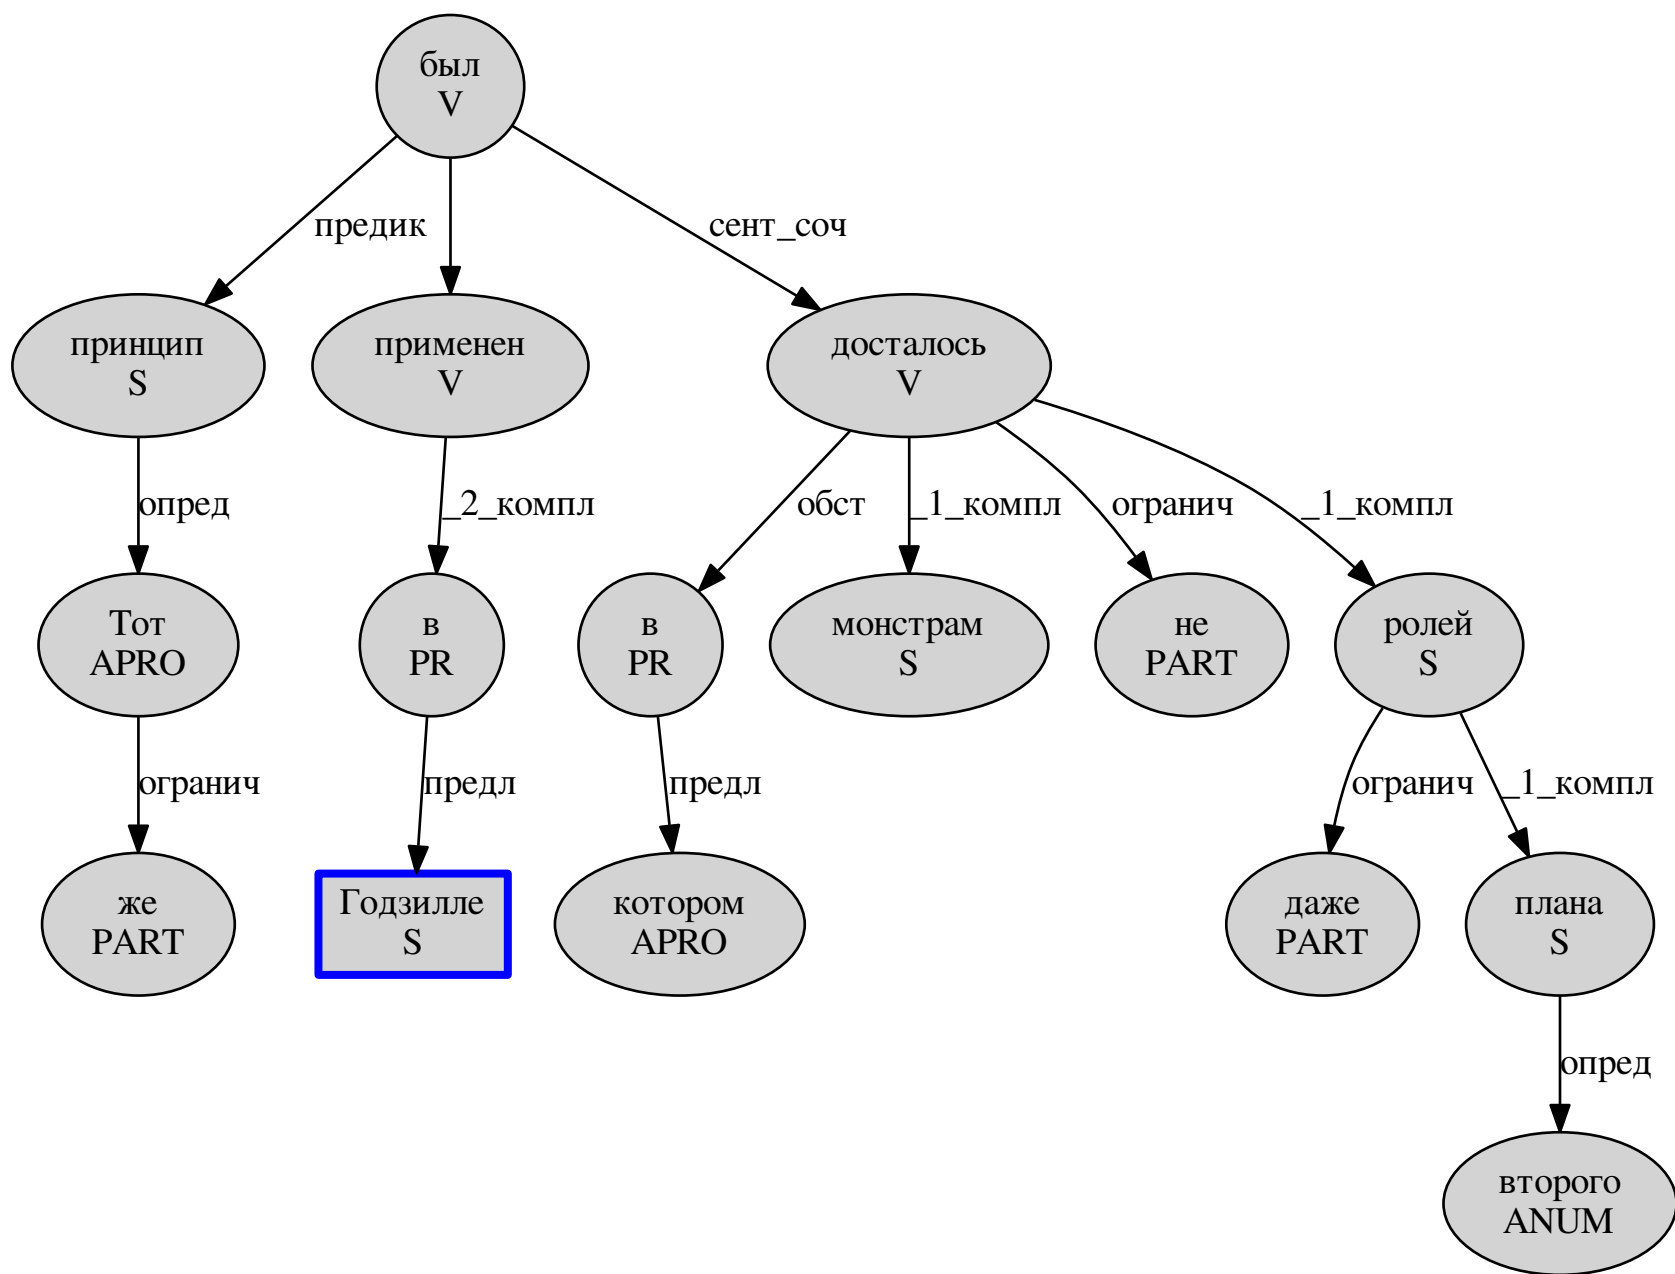 был
V
предик
сент_соч
принцип
S
применен
V
досталось
V
опред
_2_компл
обст
_1_компл
огранич
_1_компл
Тот
APRO
в
PR
в
PR
монстрам
S
не
PART
ролей
S
огранич
предл
предл
огранич
_1_компл
же
PART
Годзилле
S
котором
APRO
даже
PART
плана
S
опред
второго
ANUM